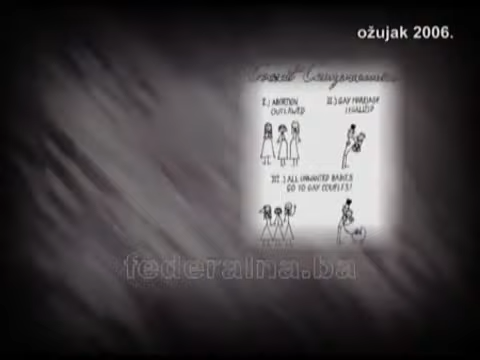 ožujak 2006.
I.) ABORTION
OUTLAWED
II.) GAY MARRIAGE
LEGALIZED
III.) ALL UNWANTED BABIES
GO TO GAY COUPLES!
federalna.ba